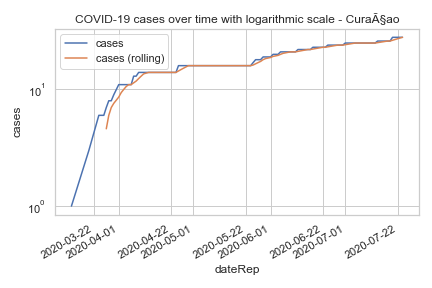 COVID-19 cases over time with logarithmic scale - CuraÃ§ao
cases
cases (rolling)
10¹
10⁰
cases
2020-03-22
2020-04-01
2020-04-22
2020-05-01
2020-05-22
2020-06-01
2020-06-22
2020-07-01
2020-07-22
dateRep